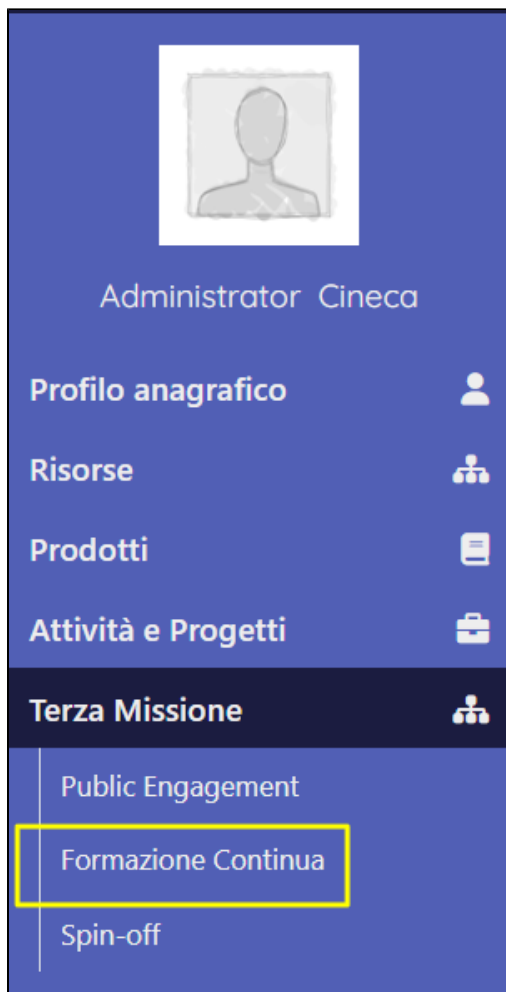 Administrator Cineca
Profilo anagrafico
Risorse
Prodotti
Attività e Progetti
Terza Missione
Public Engagement
Formazione Continua
Spin-off